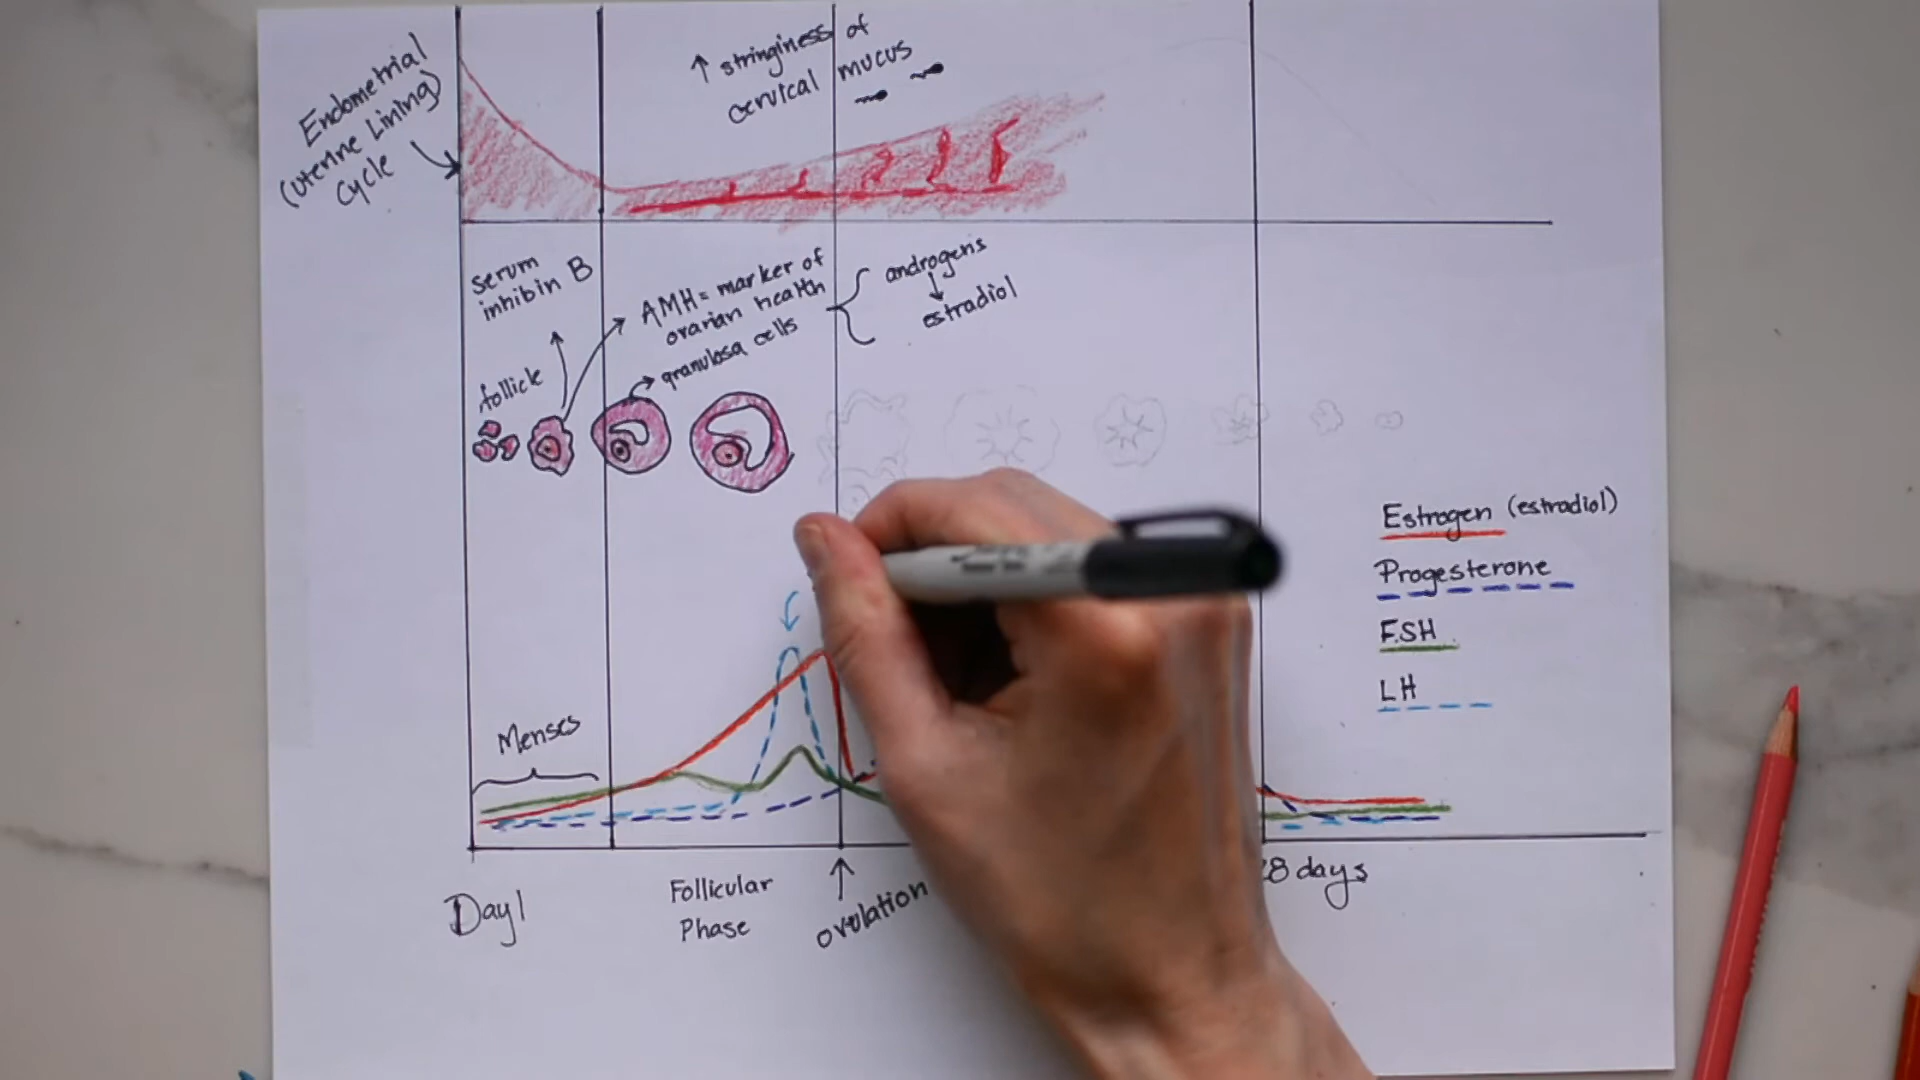 Endometrial
(Uterine Lining)
Cycle
↑ stringiness of
cervical mucus
serum
inhibin B
AMH = marker of
ovarian health
granulosa cells
androgens
↓
estradiol
follicle
Estrogen (estradiol)
Progesterone
FSH
LH
Menses
Day 1
Follicular
Phase
ovulation
8 days